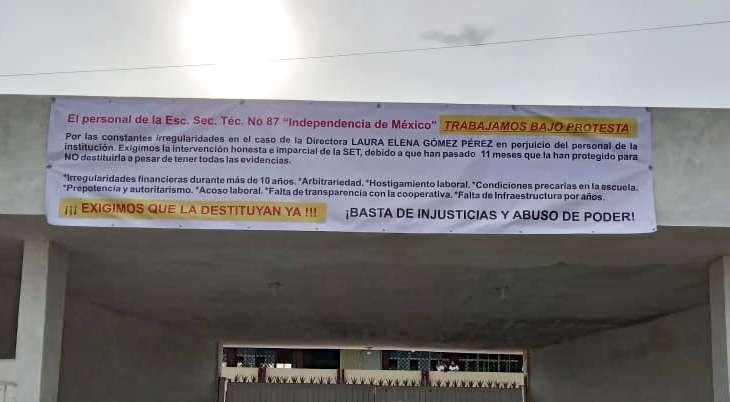 El personal de la Esc. Sec. Téc. No 87 "Independencia de México" TRABAJAMOS BAJO PROTESTA
Por las constantes irregularidades en el caso de la Directora LAURA ELENA GÓMEZ PÉREZ en perjuicio del personal de la
institución. Exigimos la intervención honesta e imparcial de la SET, debido a que han pasado 11 meses que la han protegido para
NO destituirla a pesar de tener todas las evidencias.
*Irregularidades financieras durante más de 10 años. *Arbitrariedad. *Hostigamiento laboral. *Condiciones precarias en la escuela.
*Prepotencia y autoritarismo. *Acoso laboral. *Falta de transparencia con la cooperativa. *Falta de Infraestructura por años.
¡¡¡ EXIGIMOS QUE LA DESTITUYAN YA !!! ¡BASTA DE INJUSTICIAS Y ABUSO DE PODER!